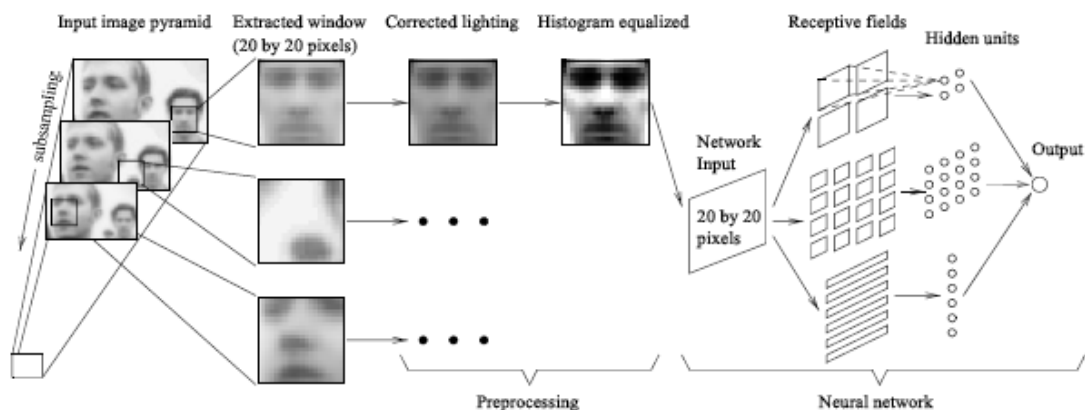 Input image pyramid
Extracted window
(20 by 20 pixels)
Corrected lighting
Histogram equalized
Receptive fields
Hidden units
subsampling
Network
Input
Output
20 by 20
pixels
Preprocessing
Neural network